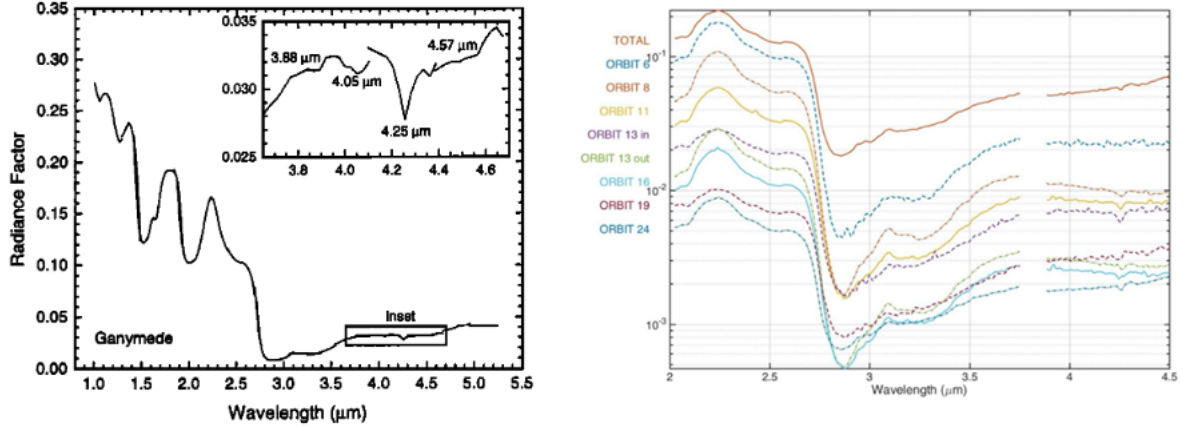 0.35
0.30
0.25
0.20
0.15
0.10
0.05
0.00
Radiance Factor
0.035
0.030
0.025
3.88 μm
4.05 μm
4.25 μm
4.57 μm
3.8 4.0 4.2 4.4 4.6
Inset
Ganymede
1.0 1.5 2.0 2.5 3.0 3.5 4.0 4.5 5.0 5.5
Wavelength (μm)
TOTAL
ORBIT 6
ORBIT 8
ORBIT 11
ORBIT 13 in
ORBIT 13 out
ORBIT 16
ORBIT 19
ORBIT 24
10-1
10-2
10-3
2 2.5 3 3.5 4 4.5
Wavelength (μm)